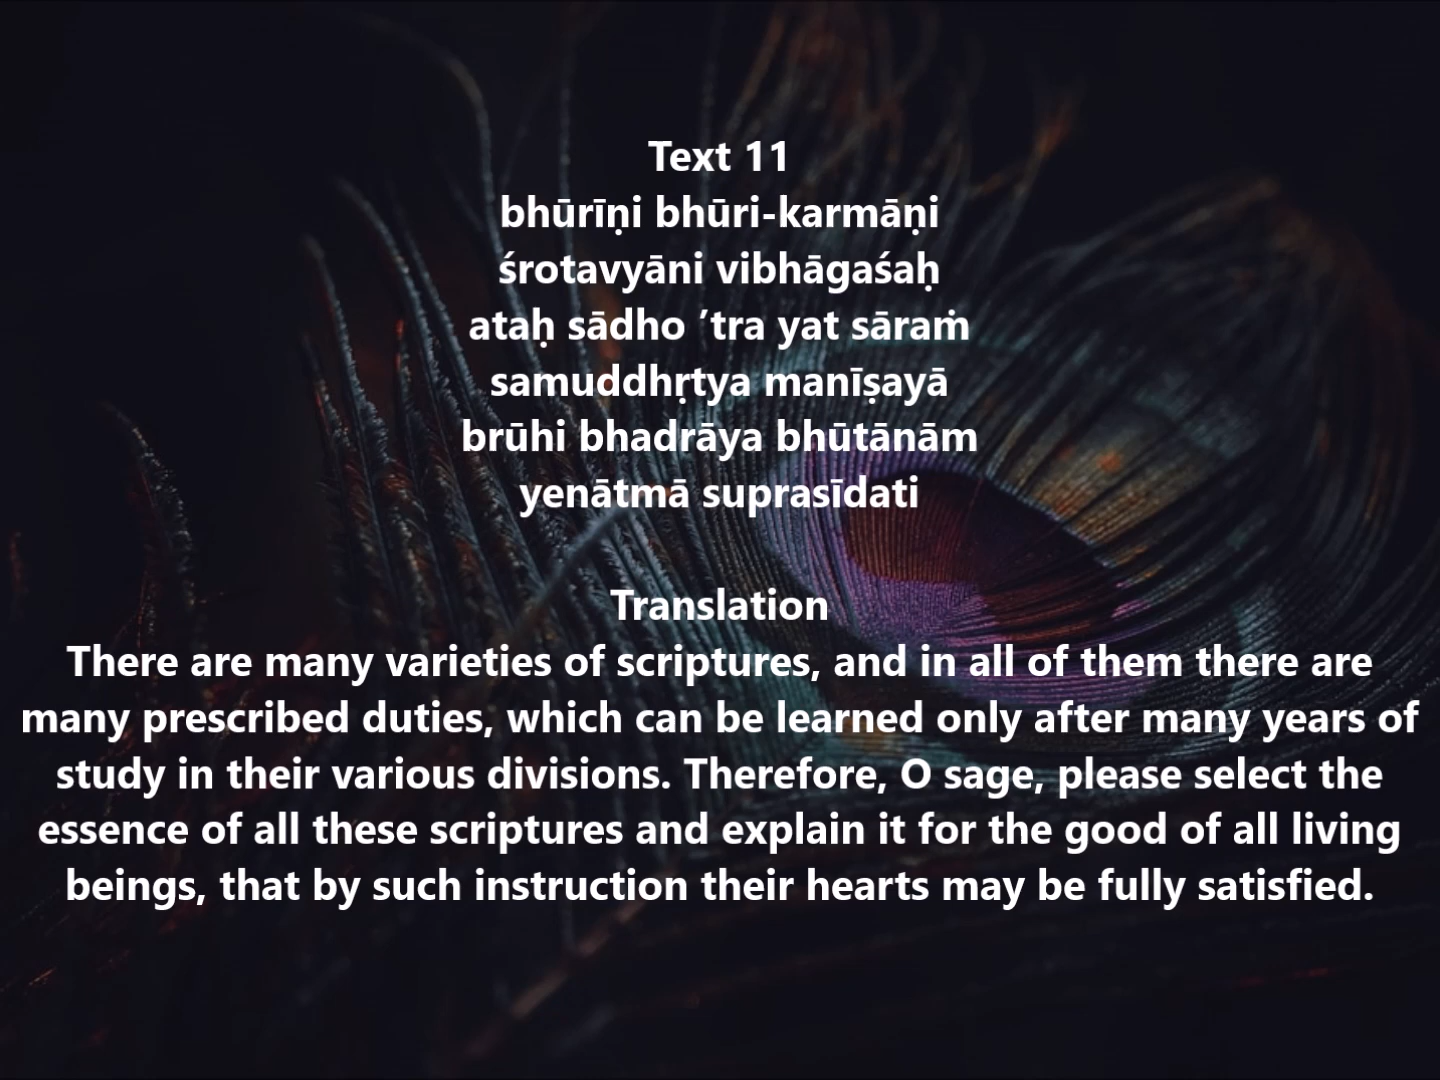 Text 11
bhūrīṇi bhūri-karmāṇi
śrotavyāni vibhāgaśaḥ
ataḥ sādho ’tra yat sāraṁ
samuddhṛtya manīṣayā
brūhi bhadrāya bhūtānām
yenātmā suprasīdati
Translation
There are many varieties of scriptures, and in all of them there are
many prescribed duties, which can be learned only after many years of
study in their various divisions. Therefore, O sage, please select the
essence of all these scriptures and explain it for the good of all living
beings, that by such instruction their hearts may be fully satisfied.